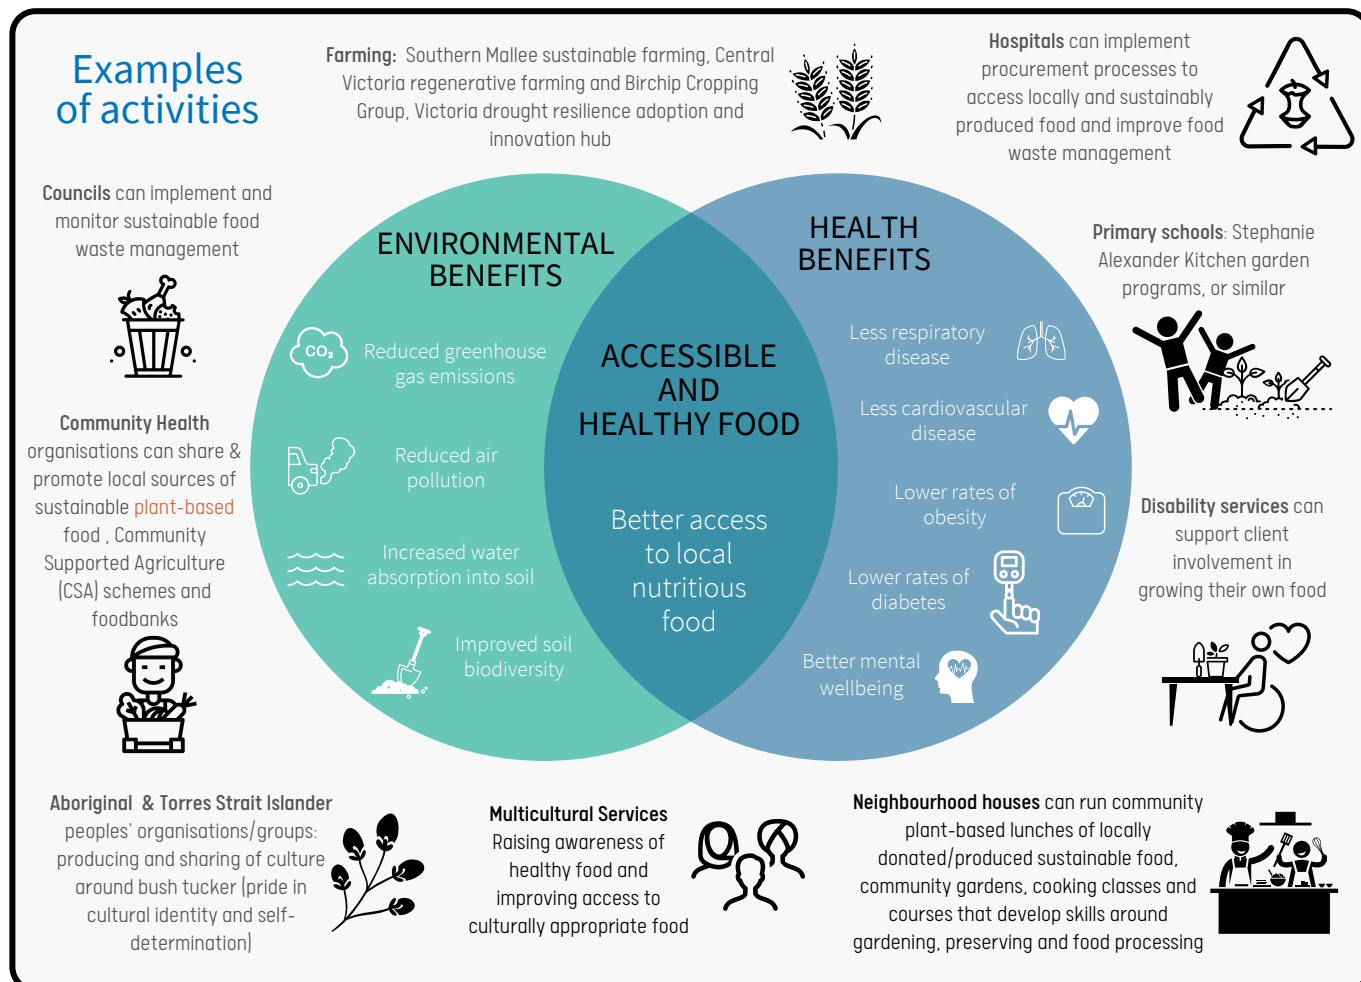 Examples
of activities
Farming: Southern Mallee sustainable farming, Central
Victoria regenerative farming and Birchip Cropping
Group, Victoria drought resilience adoption and
innovation hub
Hospitals can implement
procurement processes to
access locally and sustainably
produced food and improve food
waste management
Councils can implement and
monitor sustainable food
waste management
Community Health
organisations can share &
promote local sources of
sustainable plant-based
food , Community
Supported Agriculture
(CSA) schemes and
foodbanks
ENVIRONMENTAL
BENEFITS
CO₂
Reduced greenhouse
gas emissions
Reduced air
pollution
Increased water
absorption into soil
Improved soil
biodiversity
ACCESSIBLE
AND
HEALTHY FOOD
Better access
to local
nutritious
food
HEALTH
BENEFITS
Less respiratory
disease
Less cardiovascular
disease
Lower rates of
obesity
Lower rates of
diabetes
Better mental
wellbeing
Primary schools: Stephanie
Alexander Kitchen garden
programs, or similar
Disability services can
support client
involvement in
growing their own food
Aboriginal & Torres Strait Islander
peoples' organisations/groups:
producing and sharing of culture
around bush tucker (pride in
cultural identity and self-
determination)
Multicultural Services
Raising awareness of
healthy food and
improving access to
culturally appropriate food
Neighbourhood houses can run community
plant-based lunches of locally
donated/produced sustainable food,
community gardens, cooking classes and
courses that develop skills around
gardening, preserving and food processing